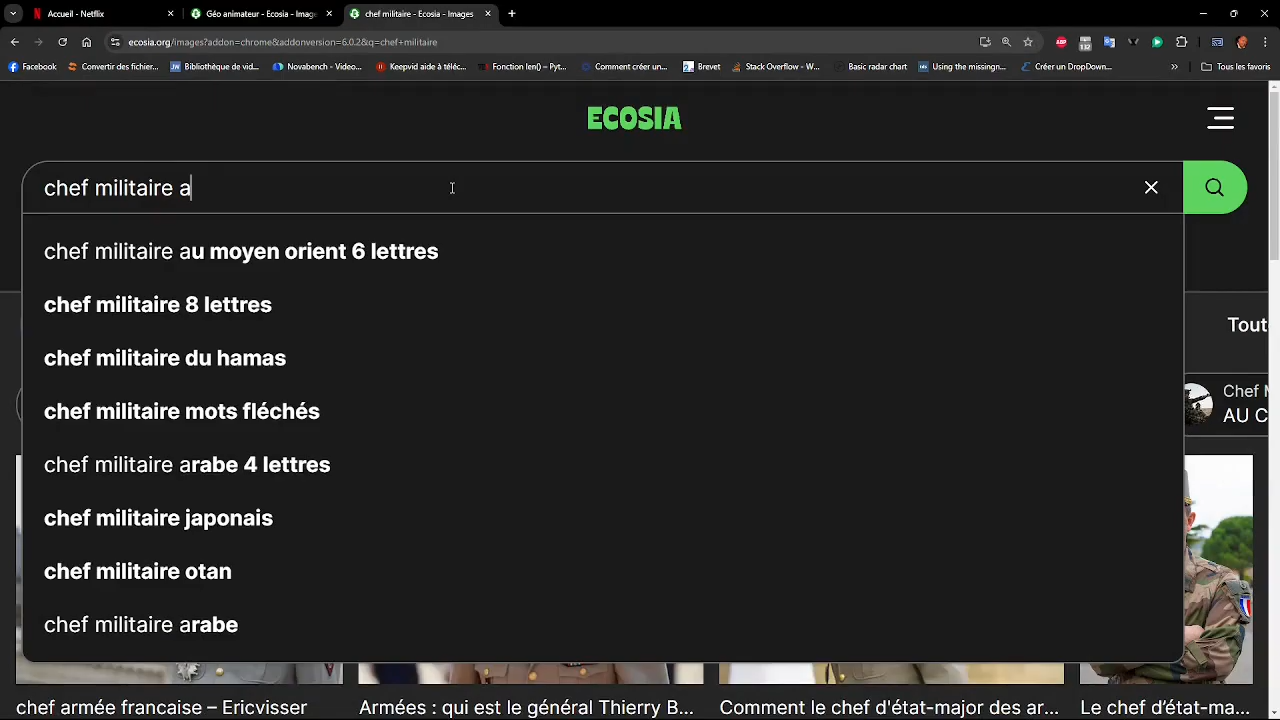 Accueil - Netflix
Géo animateur - Ecosia - Image
chef militaire - Ecosia - Images
ecosia.org/images?addon=chrome&addonversion=6.0.2&q=chef+militaire
112
Facebook
Convertir des fichier...
JW Bibliothèque de vid...
Novabench - Video...
Keepvid aide à téléc...
Fonction len() – Pyt...
Comment créer un...
2 Brevet
Stack Overflow - W...
Basic radar chart
Using the missingn...
Créer un DropDown...
Tous les favoris
ECOSIA
chef militaire a
chef militaire au moyen orient 6 lettres
chef militaire 8 lettres
chef militaire du hamas
chef militaire mots fléchés
chef militaire arabe 4 lettres
chef militaire japonais
chef militaire otan
chef militaire arabe
Tout
Chef M
AU C
chef armée francaise – Ericvisser
Armées : qui est le général Thierry B...
Comment le chef d'état-major des ar...
Le chef d’état-ma...